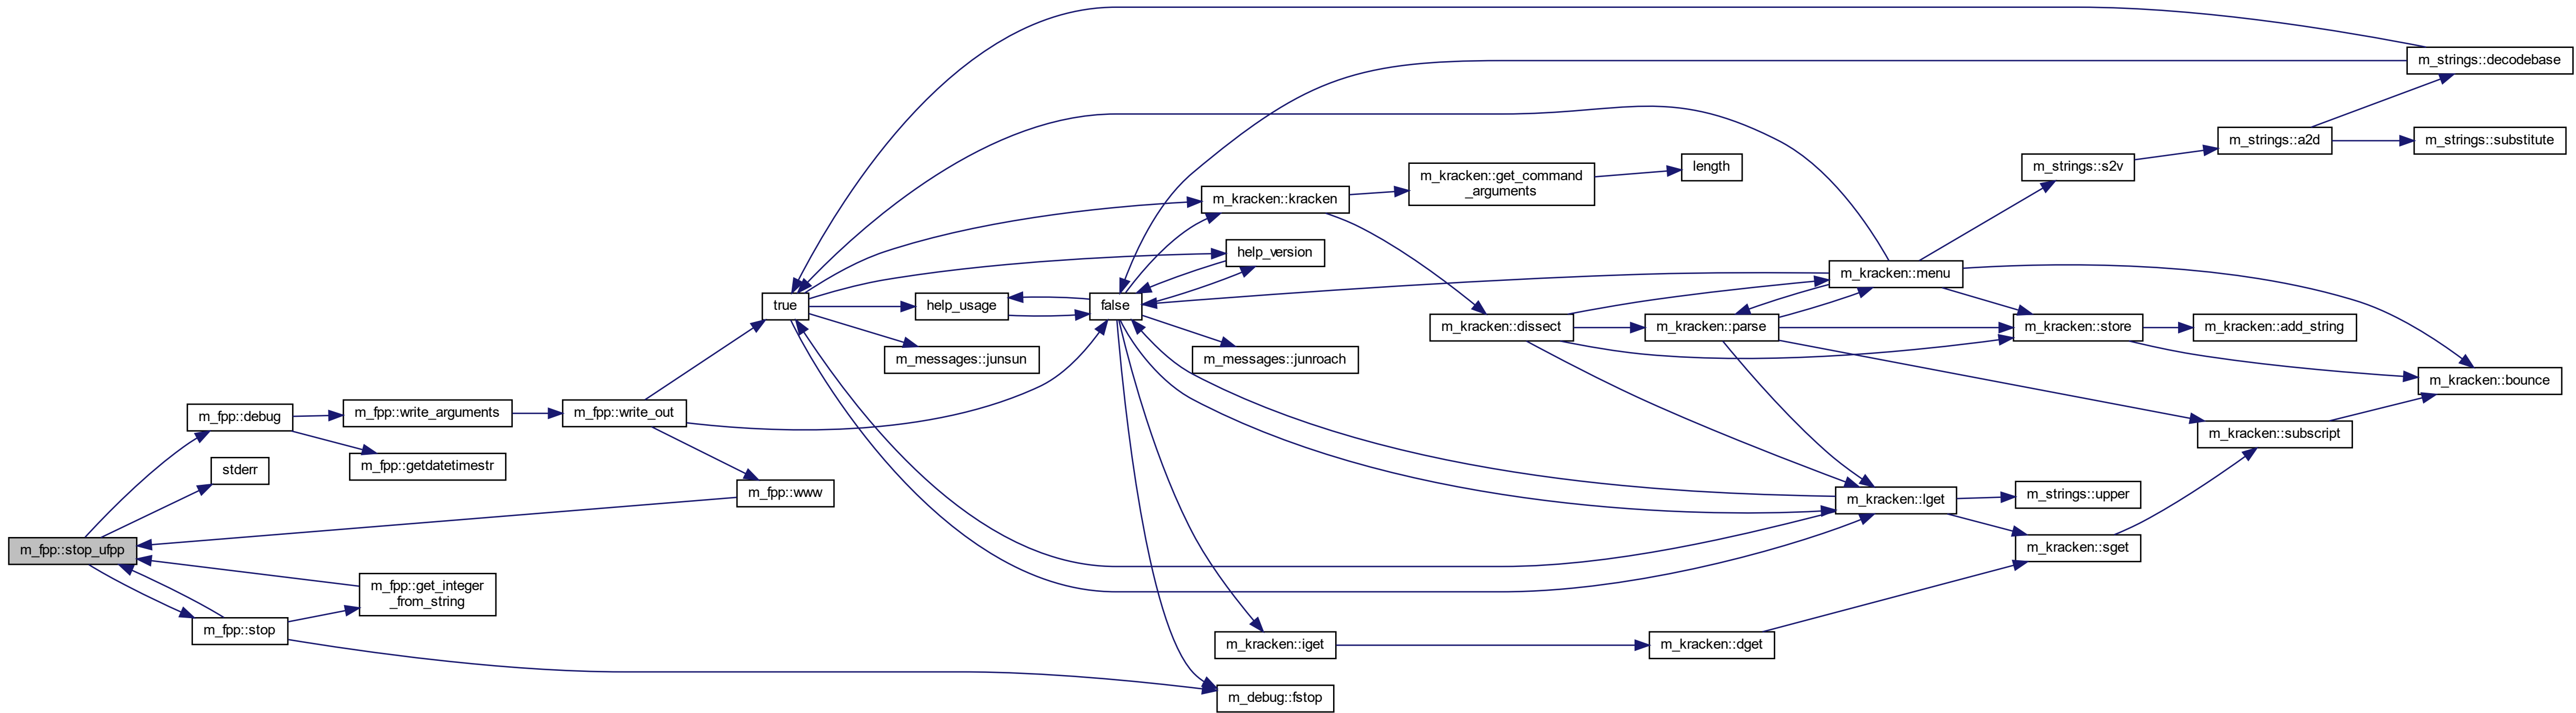 m_strings::decodebase
m_strings::a2d
m_strings::substitute
m_strings::s2v
length
m_kracken::get_command
_arguments
m_kracken::kracken
help_version
m_kracken::menu
true
help_usage
false
m_kracken::dissect
m_kracken::parse
m_kracken::store
m_kracken::add_string
m_messages::junsun
m_messages::junroach
m_kracken::bounce
m_fpp::debug
m_fpp::write_arguments
m_fpp::write_out
m_kracken::subscript
stderr
m_fpp::getdatetimestr
m_fpp::www
m_kracken::lget
m_strings::upper
m_fpp::stop_ufpp
m_kracken::sget
m_fpp::get_integer
_from_string
m_fpp::stop
m_kracken::iget
m_kracken::dget
m_debug::fstop